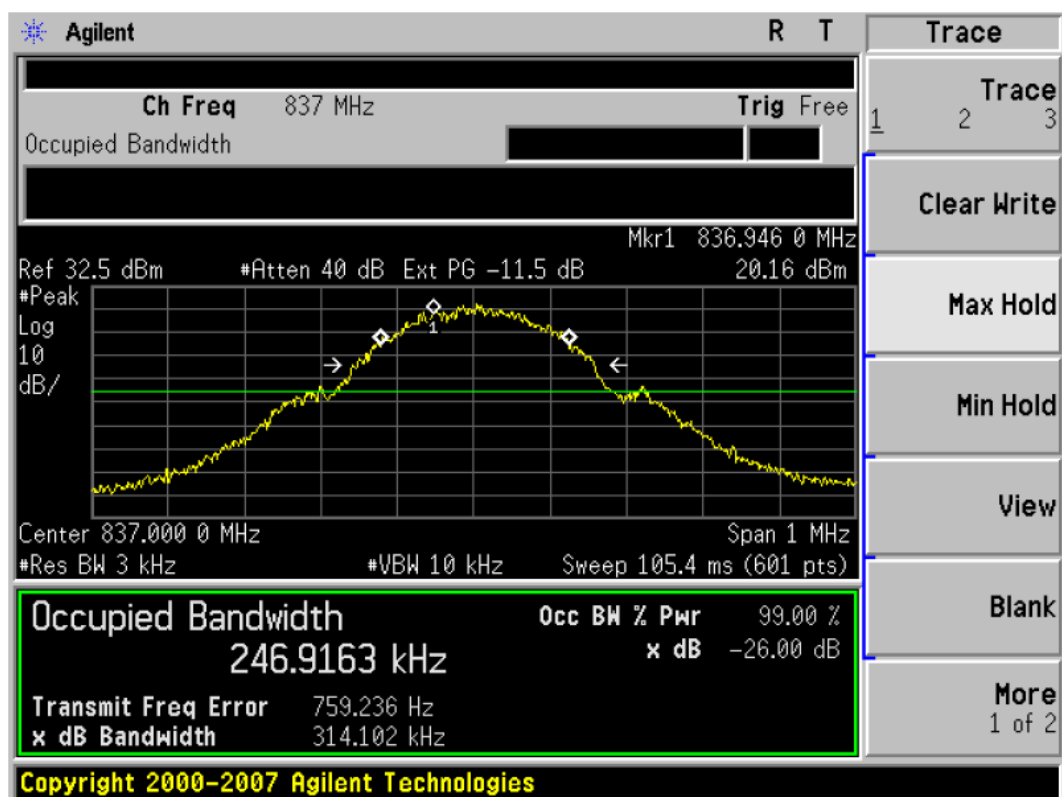 Agilent R T Trace
Ch Freq 837 MHz Trig Free
Occupied Bandwidth
Trace
1 2 3
Clear Write
Max Hold
Min Hold
View
Blank
More
1 of 2
Mkr1 836.946 0 MHz
Ref 32.5 dBm #Atten 40 dB Ext PG -11.5 dB 20.16 dBm
#Peak
Log
10
dB/
1
Center 837.000 0 MHz Span 1 MHz
#Res BW 3 kHz #VBW 10 kHz Sweep 105.4 ms (601 pts)
Occupied Bandwidth Occ BW % Pwr 99.00 %
246.9163 kHz x dB -26.00 dB
Transmit Freq Error 759.236 Hz
x dB Bandwidth 314.102 kHz
Copyright 2000-2007 Agilent Technologies